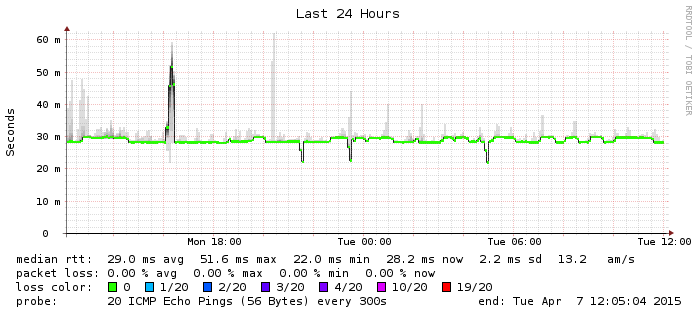 Last 24 Hours
RRDTOOL / TOBI OETIKER
Seconds
60 m
50 m
40 m
30 m
20 m
10 m
0
Mon 18:00 Tue 00:00 Tue 06:00 Tue 12:00
median rtt: 29.0 ms avg 51.6 ms max 22.0 ms min 28.2 ms now 2.2 ms sd 13.2 am/s
packet loss: 0.00 % avg 0.00 % max 0.00 % min 0.00 % now
loss color: 0 1/20 2/20 3/20 4/20 10/20 19/20
probe: 20 ICMP Echo Pings (56 Bytes) every 300s end: Tue Apr 7 12:05:04 2015